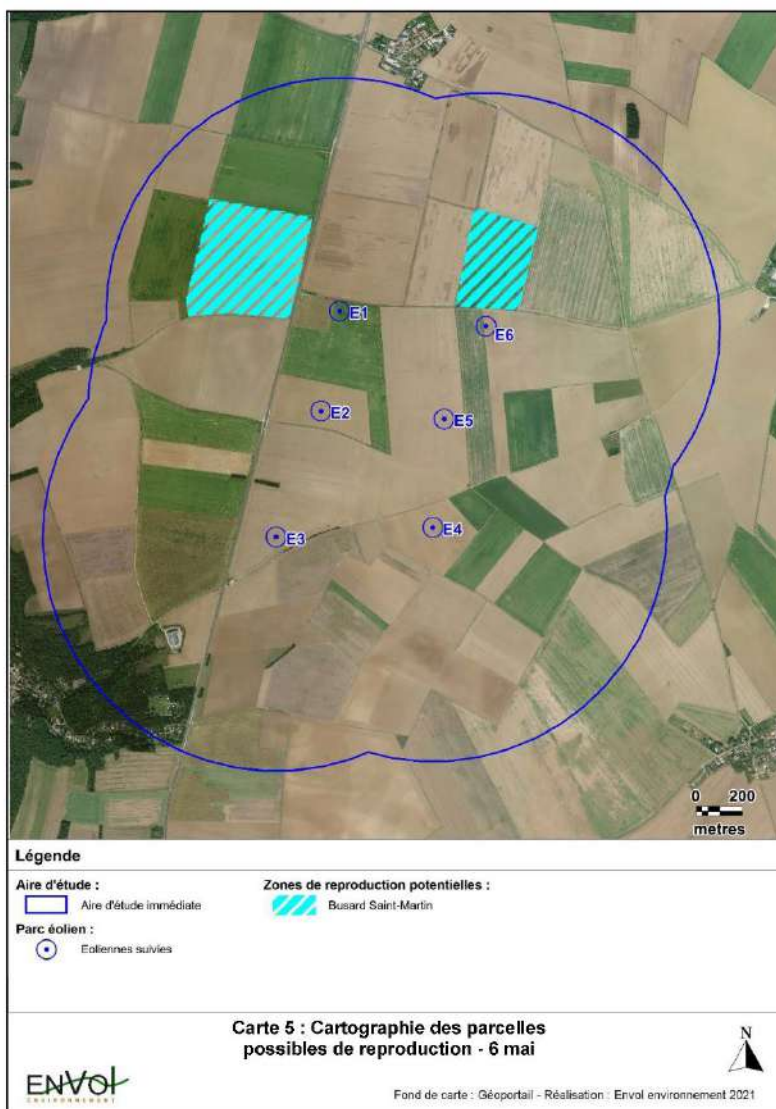 E1
E6
E2
E5
E3
E4
0 200
metres
Légende
Aire d'étude :
Aire d'étude immédiate
Zones de reproduction potentielles :
Busard Saint-Martin
Parc éolien :
Eoliennes suivies
Carte 5 : Cartographie des parcelles
possibles de reproduction - 6 mai
N
ENVOL
ENVIRONNEMENT
Fond de carte : Géoportail - Réalisation : Envol environnement 2021